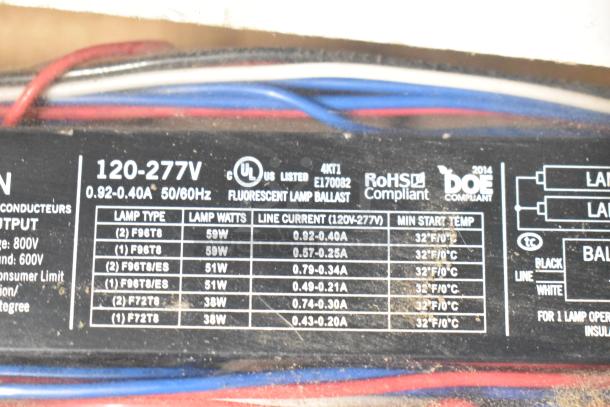 N
CONDUCTEURS
UTPUT
ge: 800V
und: 600V
onsumer Limit
tion/
Degree
120-277V
0.92-0.40A 50/60Hz
C UL US LISTED
FLUORESCENT LAMP BALLAST
4KT1
E170082
RoHS
Compliant
2014
DOE
COMPLIANT
LAMP TYPE LAMP WATTS LINE CURRENT (120V-277V) MIN START TEMP
(2) F96T8 59W 0.92-0.40A 32°F/0°C
(1) F96T8 59W 0.57-0.25A 32°F/0°C
(2) F96T8/ES 51W 0.79-0.34A 32°F/0°C
(1) F96T8/ES 51W 0.49-0.21A 32°F/0°C
(2) F72T8 38W 0.74-0.30A 32°F/0°C
(1) F72T8 38W 0.43-0.20A 32°F/0°C
LA
LA
tc
BLACK
LINE
WHITE
BAL
FOR 1 LAMP OPER
INSUL